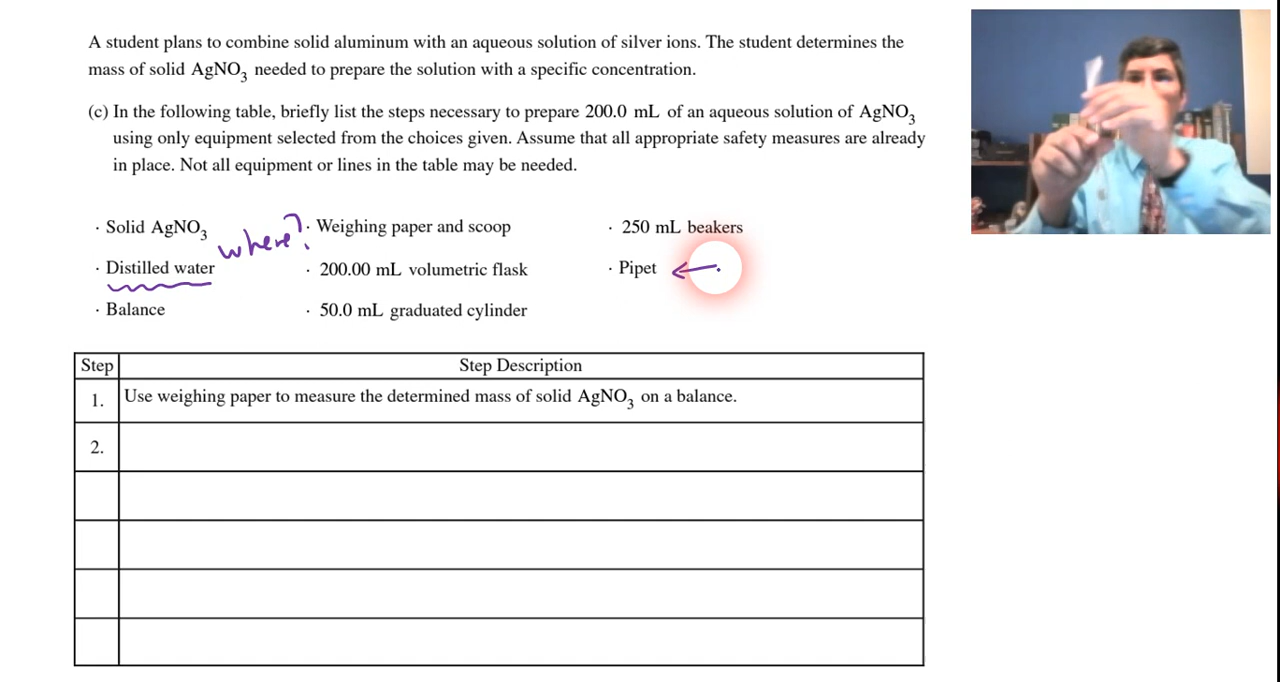 A student plans to combine solid aluminum with an aqueous solution of silver ions. The student determines the
mass of solid AgNO₃ needed to prepare the solution with a specific concentration.
(c) In the following table, briefly list the steps necessary to prepare 200.0 mL of an aqueous solution of AgNO₃
using only equipment selected from the choices given. Assume that all appropriate safety measures are already
in place. Not all equipment or lines in the table may be needed.
· Solid AgNO₃ where? · Weighing paper and scoop · 250 mL beakers
· Distilled water · 200.00 mL volumetric flask · Pipet
· Balance · 50.0 mL graduated cylinder
Step Step Description
1. Use weighing paper to measure the determined mass of solid AgNO₃ on a balance.
2.